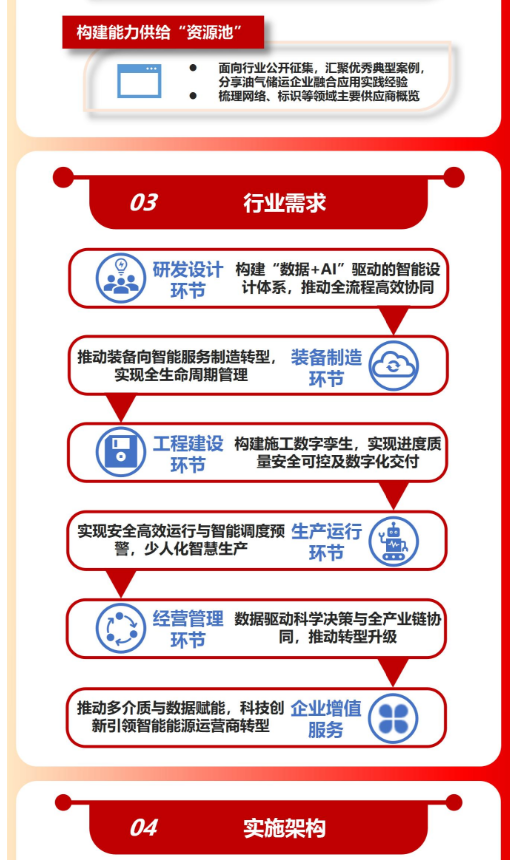 构建能力供给“资源池”
● 面向行业公开征集，汇聚优秀典型案例，
分享油气储运企业融合应用实践经验
● 梳理网络、标识等领域主要供应商概览
03 行业需求
研发设计
环节
构建“数据+AI”驱动的智能设
计体系，推动全流程高效协同
推动装备向智能服务制造转型，
实现全生命周期管理
装备制造
环节
工程建设
环节
构建施工数字孪生，实现进度质
量安全可控及数字化交付
实现安全高效运行与智能调度预
警，少人化智慧生产
生产运行
环节
经营管理
环节
数据驱动科学决策与全产业链协
同，推动转型升级
推动多介质与数据赋能，科技创
新引领智能能源运营商转型
企业增值
服务
04 实施架构